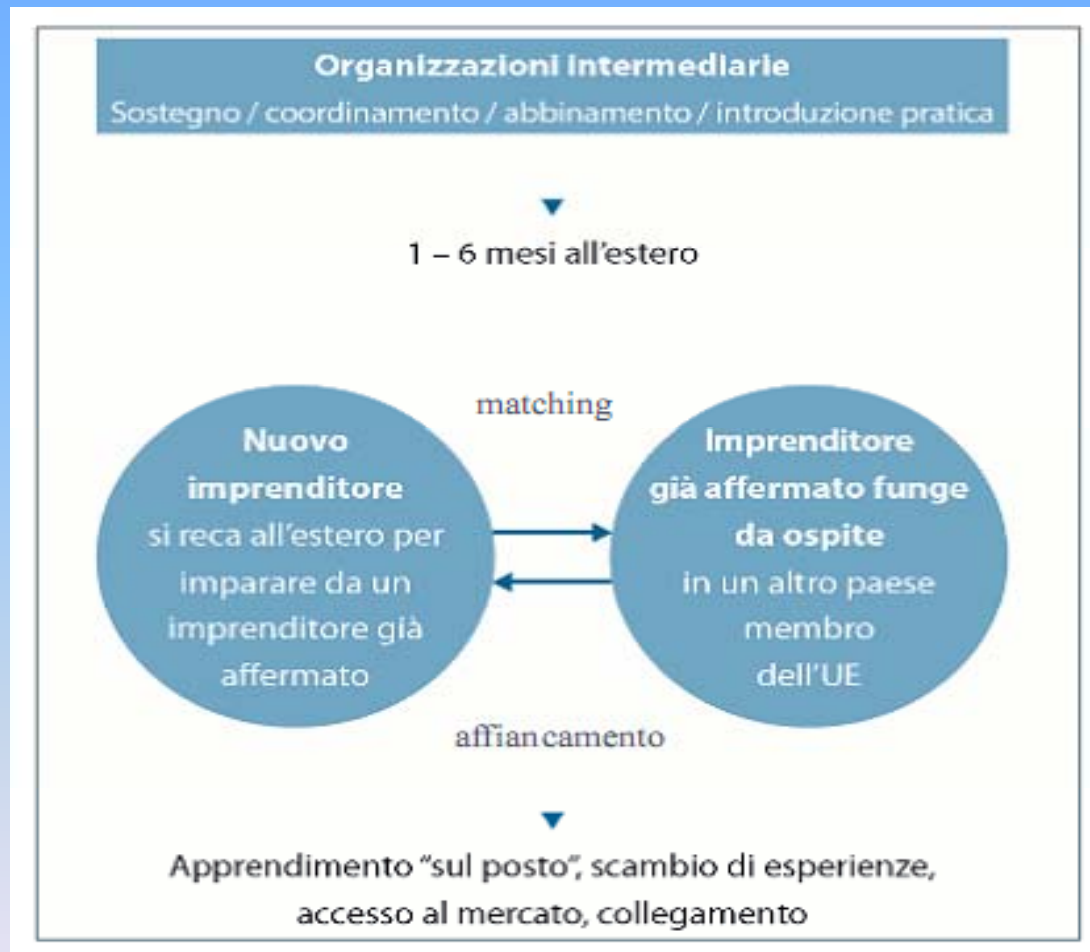 Organizzazioni intermediarie
Sostegno / coordinamento / abbinamento / introduzione pratica
1 – 6 mesi all'estero
matching
Nuovo
imprenditore
si reca all'estero per
imparare da un
imprenditore già
affermato
Imprenditore
già affermato funge
da ospite
in un altro paese
membro
dell'UE
affiancamento
Apprendimento “sul posto”, scambio di esperienze,
accesso al mercato, collegamento